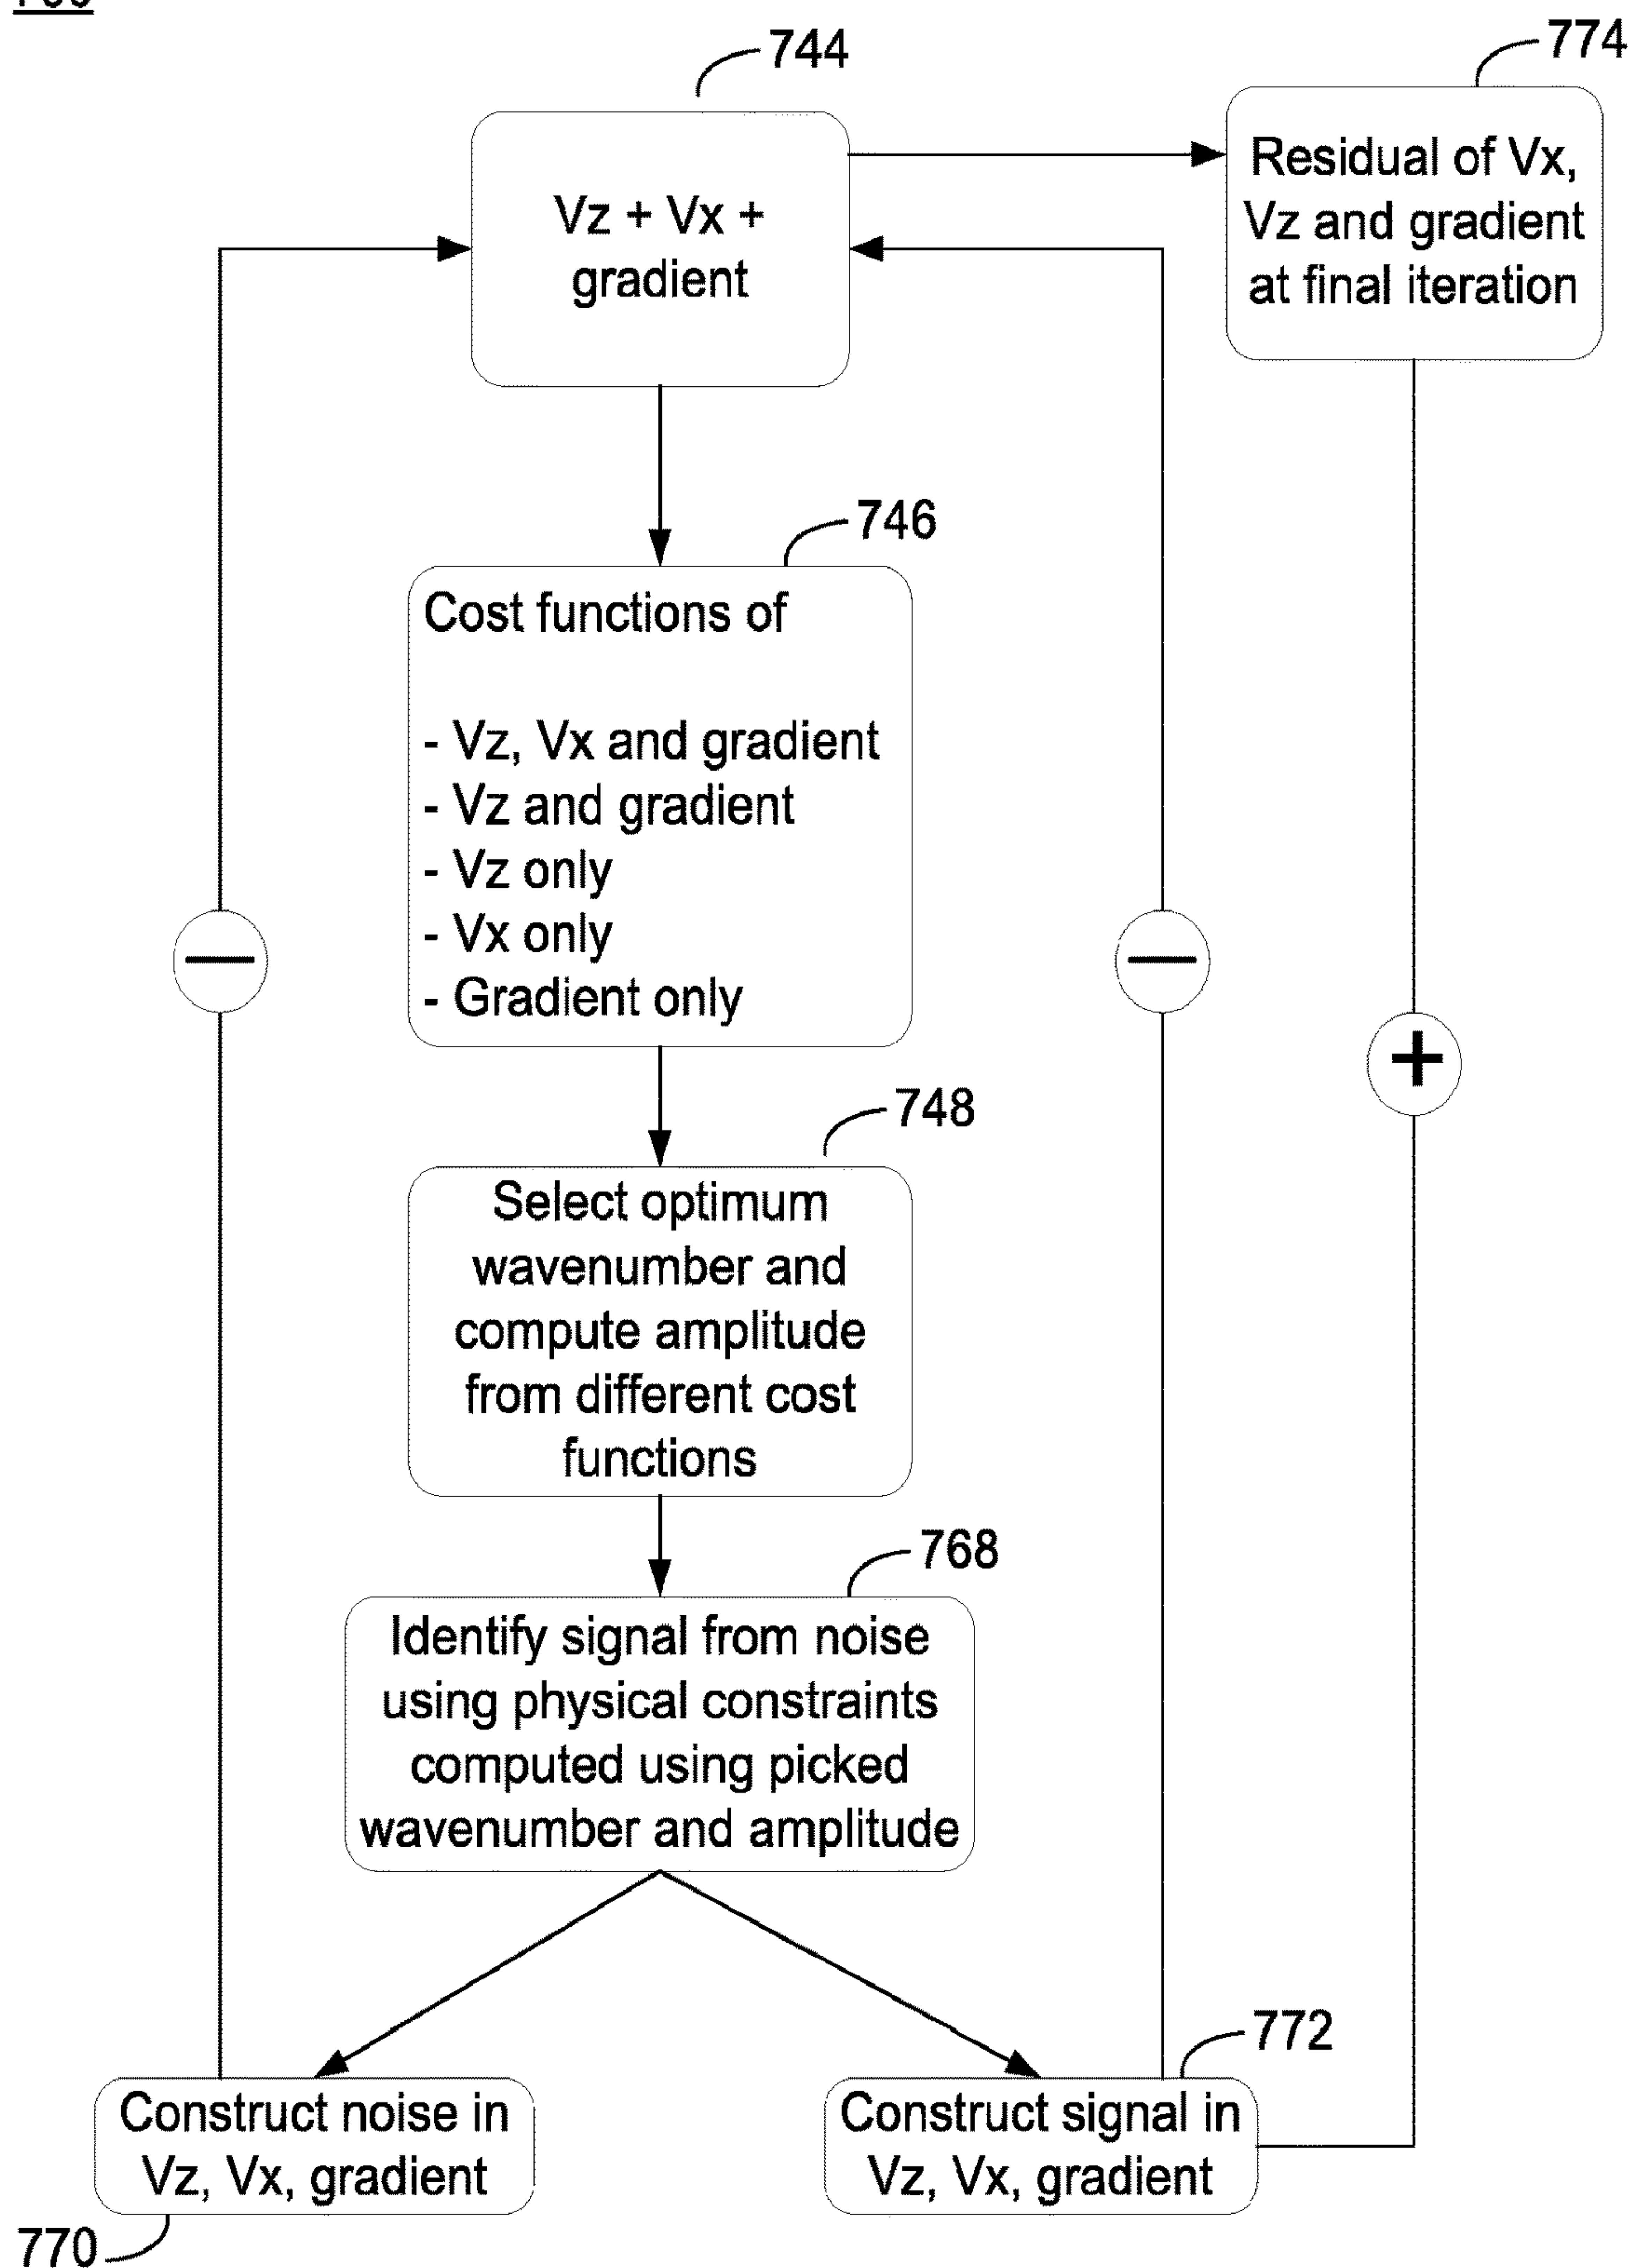 744
774
Vz + Vx +
gradient
Residual of Vx,
Vz and gradient
at final iteration
746
Cost functions of
- Vz, Vx and gradient
- Vz and gradient
- Vz only
- Vx only
- Gradient only
−
−
+
748
Select optimum
wavenumber and
compute amplitude
from different cost
functions
768
Identify signal from noise
using physical constraints
computed using picked
wavenumber and amplitude
772
Construct noise in
Vz, Vx, gradient
Construct signal in
Vz, Vx, gradient
770